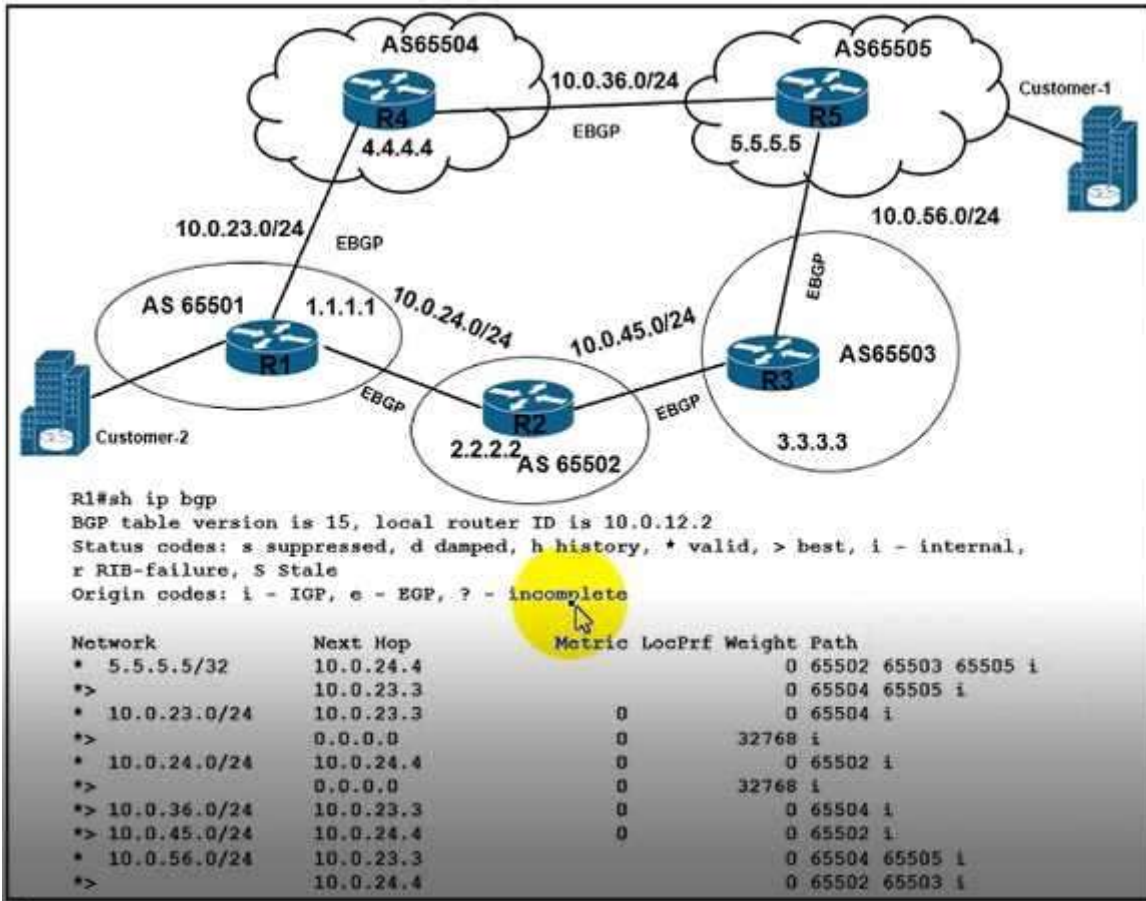 AS65504
AS65505
10.0.36.0/24
Customer-1
R4
R5
EBGP
4.4.4.4
5.5.5.5
10.0.23.0/24
10.0.56.0/24
EBGP
EBGP
AS 65501
1.1.1.1
10.0.24.0/24
10.0.45.0/24
R1
R3
AS65503
EBGP
R2
EBGP
Customer-2
2.2.2.2
AS 65502
3.3.3.3
R1#sh ip bgp
BGP table version is 15, local router ID is 10.0.12.2
Status codes: s suppressed, d damped, h history, * valid, > best, i - internal,
r RIB-failure, S Stale
Origin codes: i - IGP, e - EGP, ? - incomplete
Network Next Hop Metric LocPrf Weight Path
* 5.5.5.5/32 10.0.24.4 0 65502 65503 65505 i
*> 10.0.23.3 0 65504 65505 i
* 10.0.23.0/24 10.0.23.3 0 0 65504 i
*> 0.0.0.0 0 32768 i
* 10.0.24.0/24 10.0.24.4 0 0 65502 i
*> 0.0.0.0 0 32768 i
*> 10.0.36.0/24 10.0.23.3 0 0 65504 i
*> 10.0.45.0/24 10.0.24.4 0 0 65502 i
* 10.0.56.0/24 10.0.23.3 0 65504 65505 i
*> 10.0.24.4 0 65502 65503 i